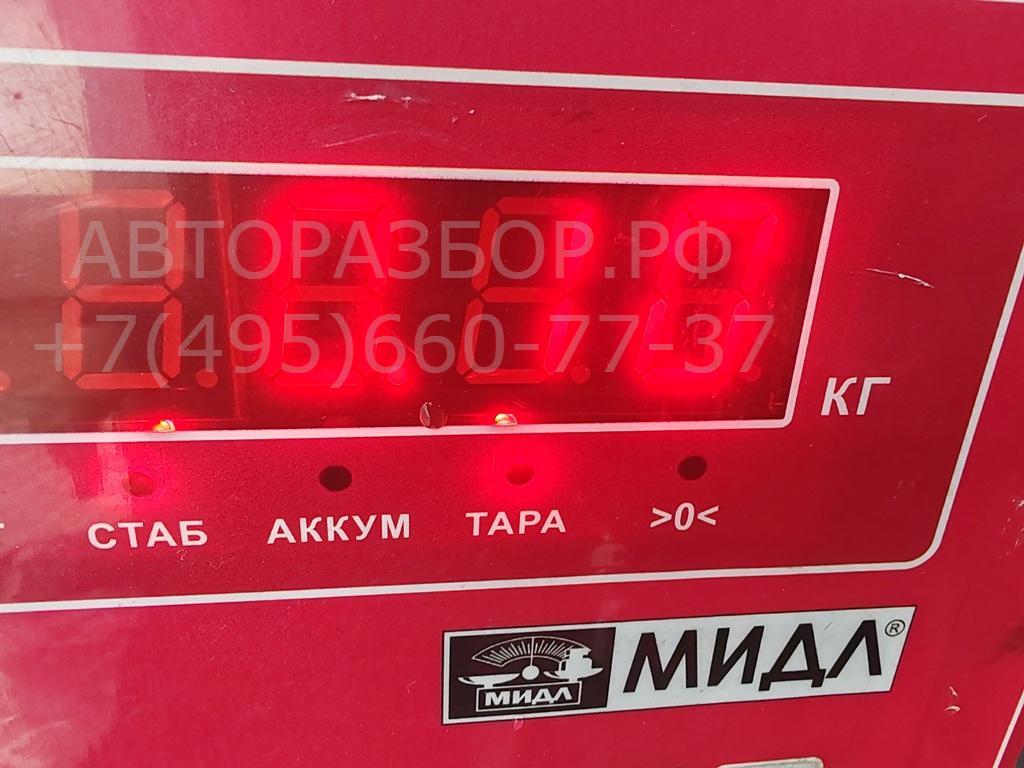 АВТОРАЗБОР.РФ
+7(495)660-77-37
КГ
СТАБ АККУМ ТАРА >0<
МИДЛ МИДЛ®